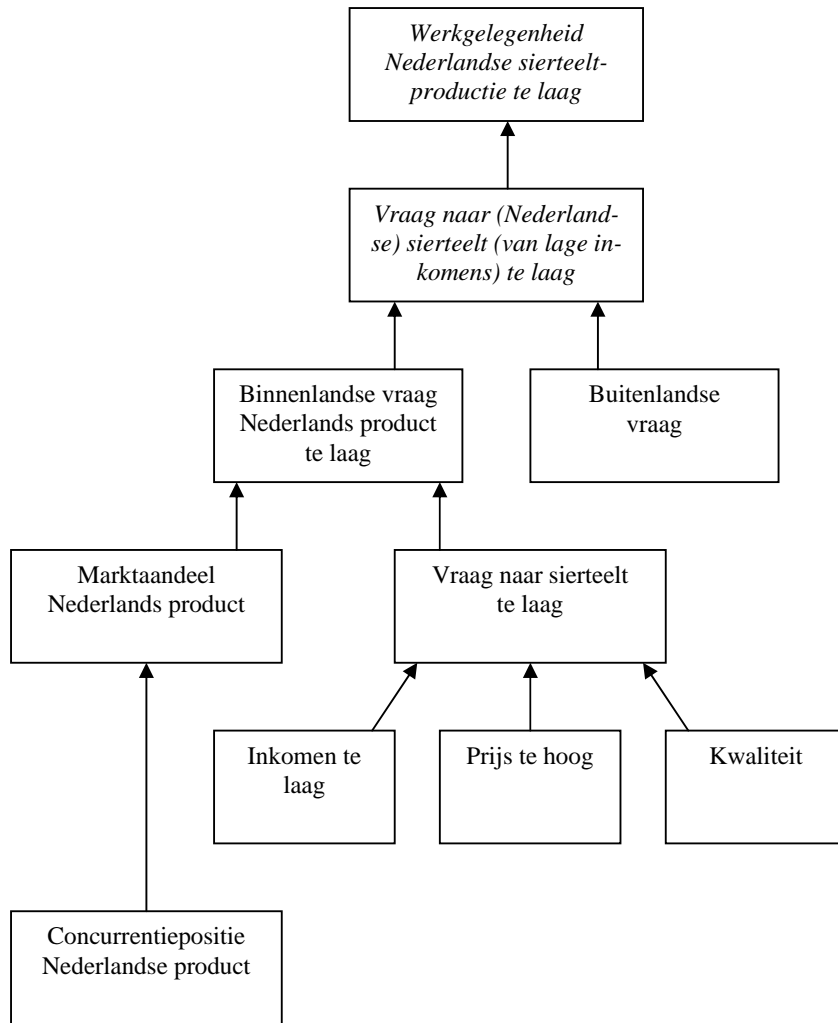 Werkgelegenheid
Nederlandse sierteelt-
productie te laag
Vraag naar (Nederland-
se) sierteelt (van lage in-
komens) te laag
Binnenlandse vraag
Nederlands product
te laag
Buitenlandse
vraag
Marktaandeel
Nederlands product
Vraag naar sierteelt
te laag
Inkomen te
laag
Prijs te hoog
Kwaliteit
Concurrentiepositie
Nederlandse product